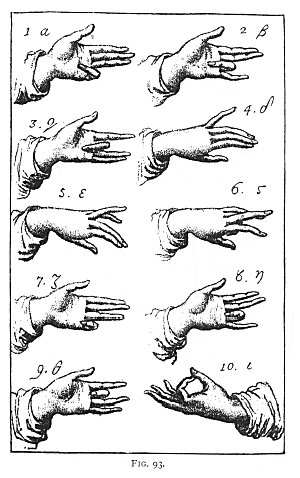 1 α 2 β
3. γ 4. δ
5. ε 6. ς
7. ζ 8. η
9. θ 10. ι
FIG. 93.